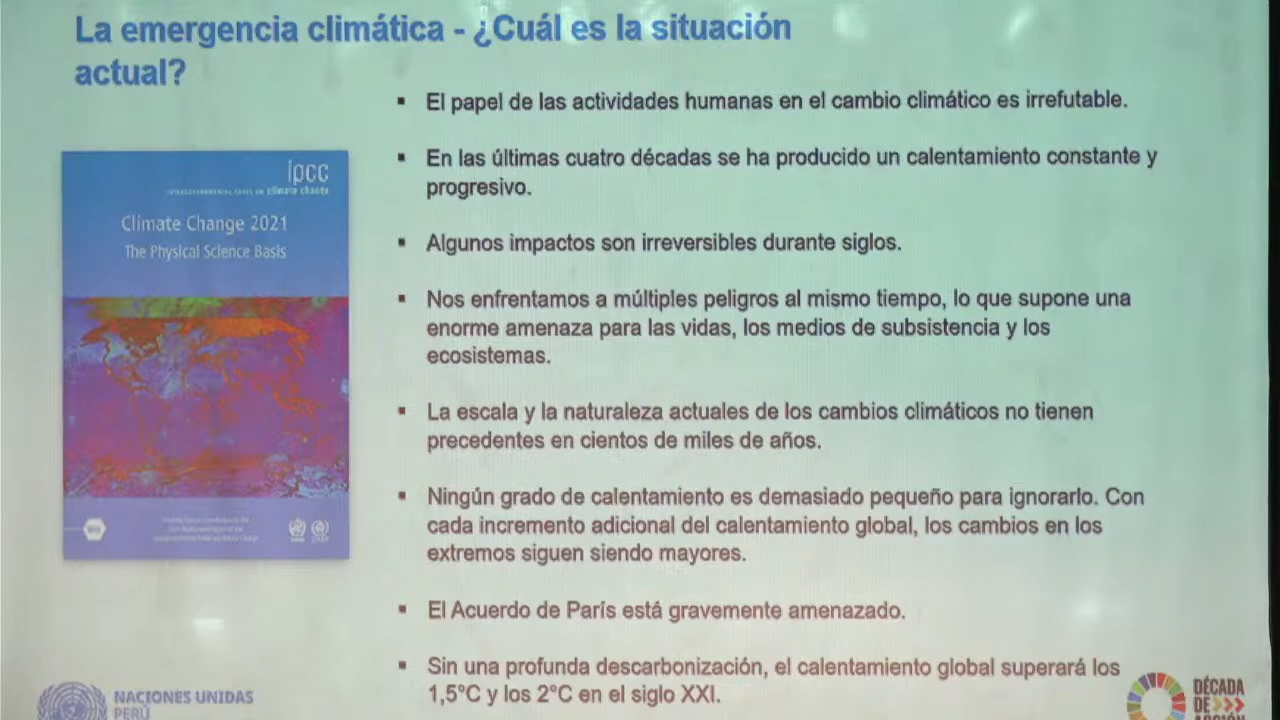 La emergencia climática - ¿Cuál es la situación
actual?
▪ El papel de las actividades humanas en el cambio climático es irrefutable.
▪ En las últimas cuatro décadas se ha producido un calentamiento constante y
progresivo.
▪ Algunos impactos son irreversibles durante siglos.
▪ Nos enfrentamos a múltiples peligros al mismo tiempo, lo que supone una
enorme amenaza para las vidas, los medios de subsistencia y los
ecosistemas.
▪ La escala y la naturaleza actuales de los cambios climáticos no tienen
precedentes en cientos de miles de años.
▪ Ningún grado de calentamiento es demasiado pequeño para ignorarlo. Con
cada incremento adicional del calentamiento global, los cambios en los
extremos siguen siendo mayores.
▪ El Acuerdo de París está gravemente amenazado.
▪ Sin una profunda descarbonización, el calentamiento global superará los
1,5°C y los 2°C en el siglo XXI.
ipcc
INTERGOVERNMENTAL PANEL ON climate change
Climate Change 2021
The Physical Science Basis
NACIONES UNIDAS
PERÚ
DÉCADA
DE
ACCIÓN